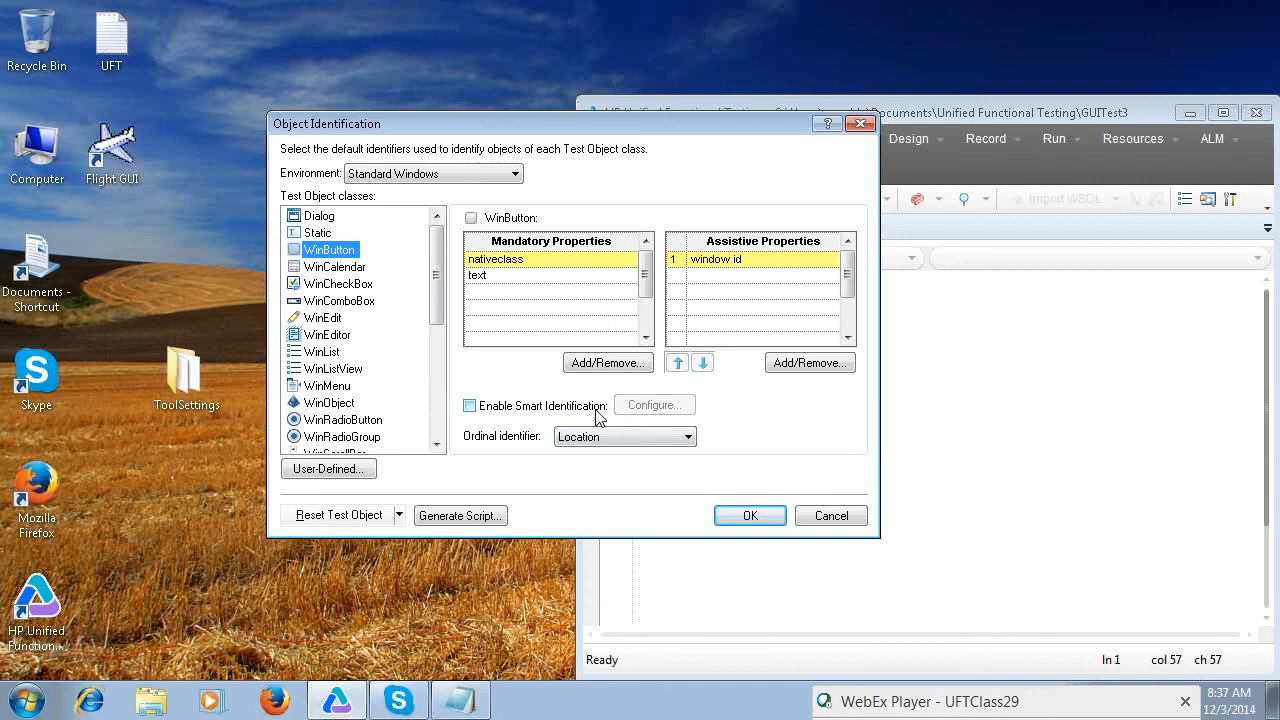 Recycle Bin
UFT
Computer
Flight GUI
Documents -
Shortcut
Skype
ToolSettings
Mozilla
Firefox
HP Unified
Function...
Documents\Unified Functional Testing\GUITest3
Design
Record
Run
Resources
ALM
Import WSDL
Object Identification
Select the default identifiers used to identify objects of each Test Object class.
Environment:
Standard Windows
Test Object classes:
Dialog
Static
WinButton
WinCalendar
WinCheckBox
WinComboBox
WinEdit
WinEditor
WinList
WinListView
WinMenu
WinObject
WinRadioButton
WinRadioGroup
User-Defined...
WinButton:
Mandatory Properties
nativeclass
text
Assistive Properties
1 window id
Add/Remove...
Add/Remove...
Enable Smart Identification:
Configure...
Ordinal identifier:
Location
Reset Test Object
Generate Script...
OK
Cancel
Ready
ln 1
col 57
ch 57
WebEx Player - UFTClass29
8:37 AM
12/3/2014